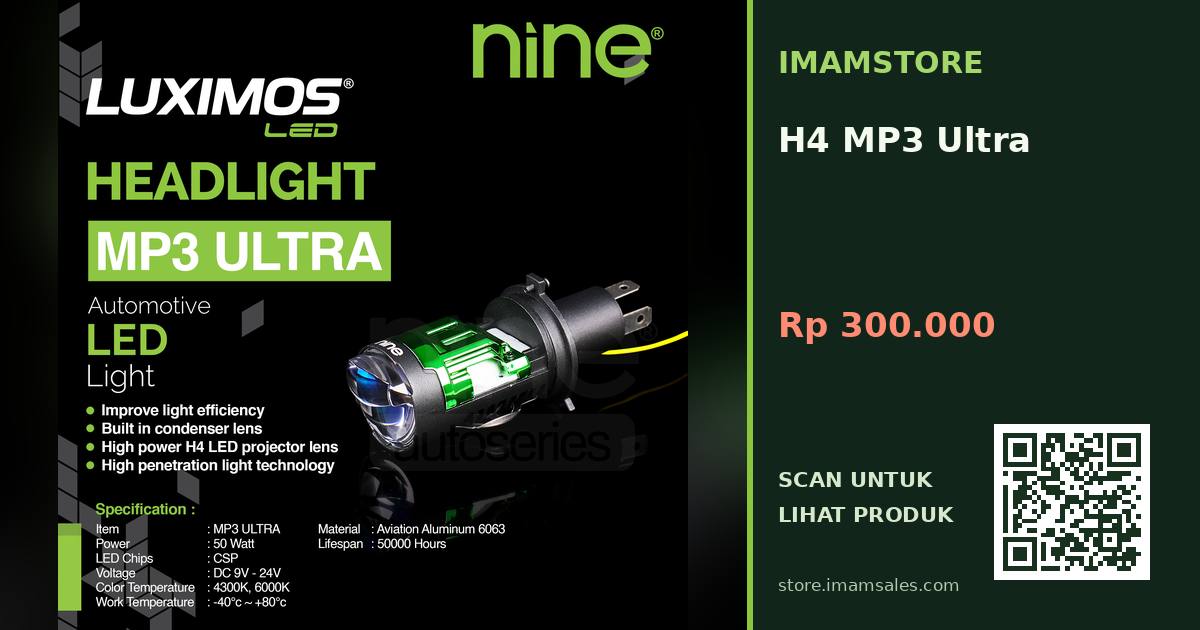 nine®
LUXIMOS®
LED
HEADLIGHT
MP3 ULTRA
Automotive
LED
Light
Improve light efficiency
Built in condenser lens
High power H4 LED projector lens
High penetration light technology
Specification :
Item : MP3 ULTRA
Power : 50 Watt
LED Chips : CSP
Voltage : DC 9V - 24V
Color Temperature : 4300K, 6000K
Work Temperature : -40°c ~ +80°c
Material : Aviation Aluminum 6063
Lifespan : 50000 Hours
nine
autoseries
IMAMSTORE
H4 MP3 Ultra
Rp 300.000
SCAN UNTUK
LIHAT PRODUK
store.imamsales.com